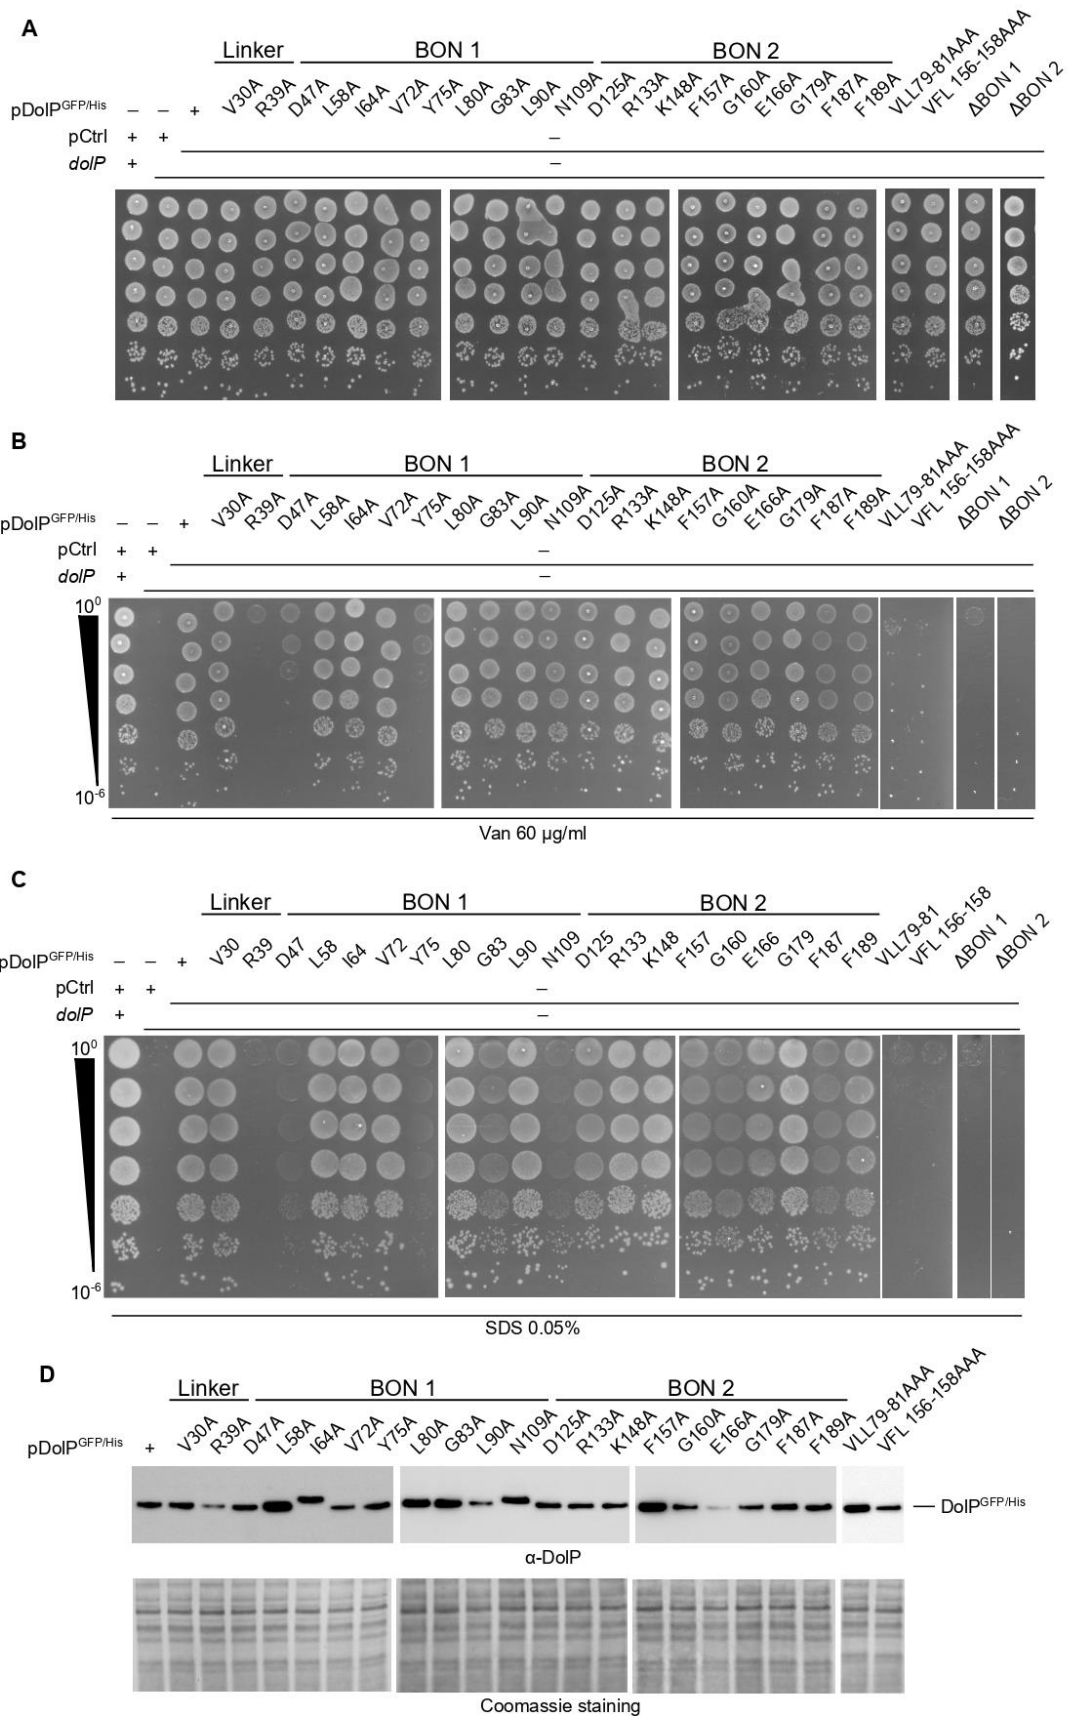 A
Linker BON 1 BON 2
V30A R39A D47A L58A I64A V72A Y75A L80A G83A L90A N109A D125A R133A K148A F157A G160A E166A G179A F187A F189A VLL79-81AAA VFL 156-158AAA ΔBON 1 ΔBON 2
pDolPGFP/His – – +
pCtrl + + –
dolP + –
B
Linker BON 1 BON 2
V30A R39A D47A L58A I64A V72A Y75A L80A G83A L90A N109A D125A R133A K148A F157A G160A E166A G179A F187A F189A VLL79-81AAA VFL 156-158AAA ΔBON 1 ΔBON 2
pDolPGFP/His – – +
pCtrl + + –
dolP + –
10^0
10^-6
Van 60 µg/ml
C
Linker BON 1 BON 2
V30 R39 D47 L58 I64 V72 Y75 L80 G83 L90 N109 D125 R133 K148 F157 G160 E166 G179 F187 F189 VLL79-81 VFL 156-158 ΔBON 1 ΔBON 2
pDolPGFP/His – – +
pCtrl + + –
dolP + –
10^0
10^-6
SDS 0.05%
D
Linker BON 1 BON 2
pDolPGFP/His + V30A R39A D47A L58A I64A V72A Y75A L80A G83A L90A N109A D125A R133A K148A F157A G160A E166A G179A F187A F189A VLL79-81AAA VFL 156-158AAA
— DolPGFP/His
α-DolP
Coomassie staining